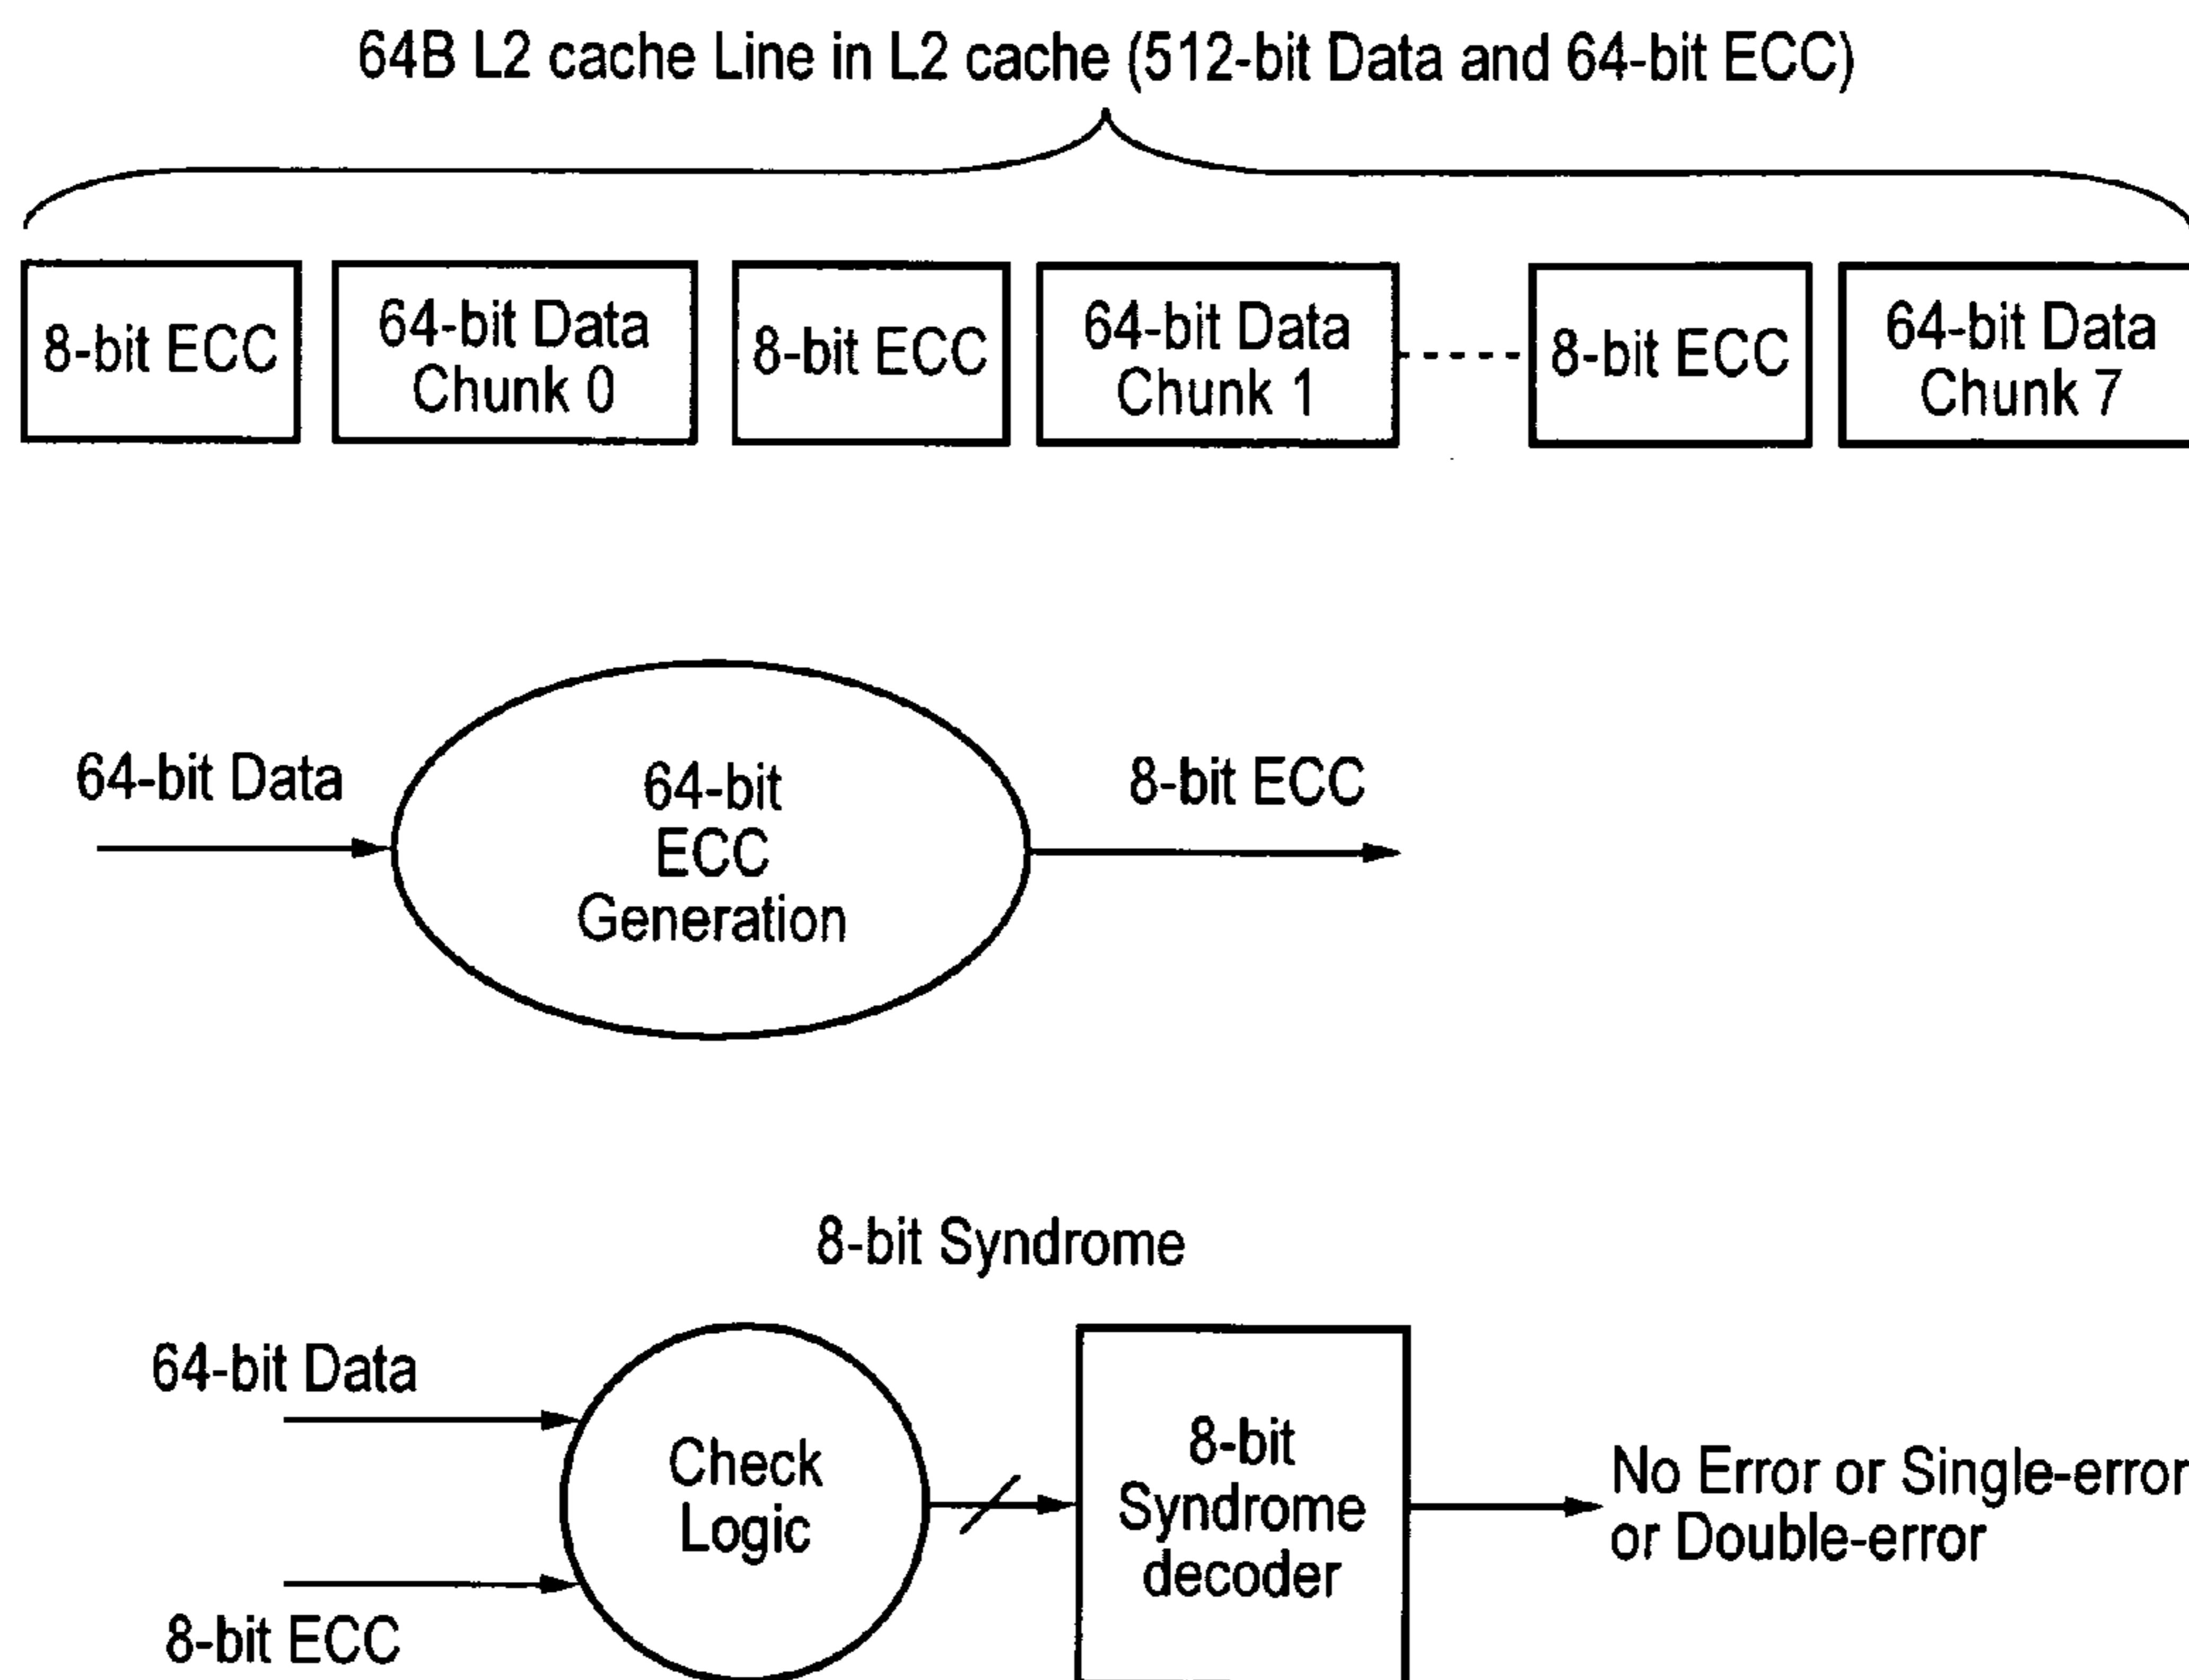 64B L2 cache Line in L2 cache (512-bit Data and 64-bit ECC)
8-bit ECC
64-bit Data
Chunk 0
8-bit ECC
64-bit Data
Chunk 1
8-bit ECC
64-bit Data
Chunk 7
64-bit Data
64-bit
ECC
Generation
8-bit ECC
8-bit Syndrome
64-bit Data
8-bit ECC
Check
Logic
8-bit
Syndrome
decoder
No Error or Single-error
or Double-error